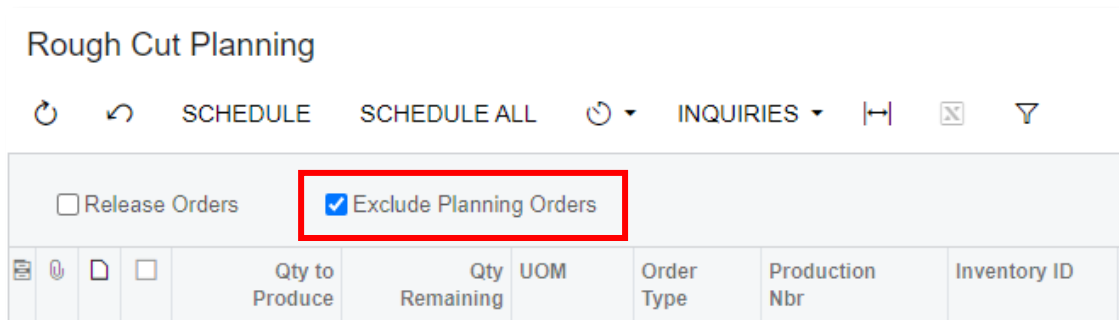 Rough Cut Planning
SCHEDULE SCHEDULE ALL INQUIRIES
Release Orders Exclude Planning Orders
Qty to Produce Qty Remaining UOM Order Type Production Nbr Inventory ID